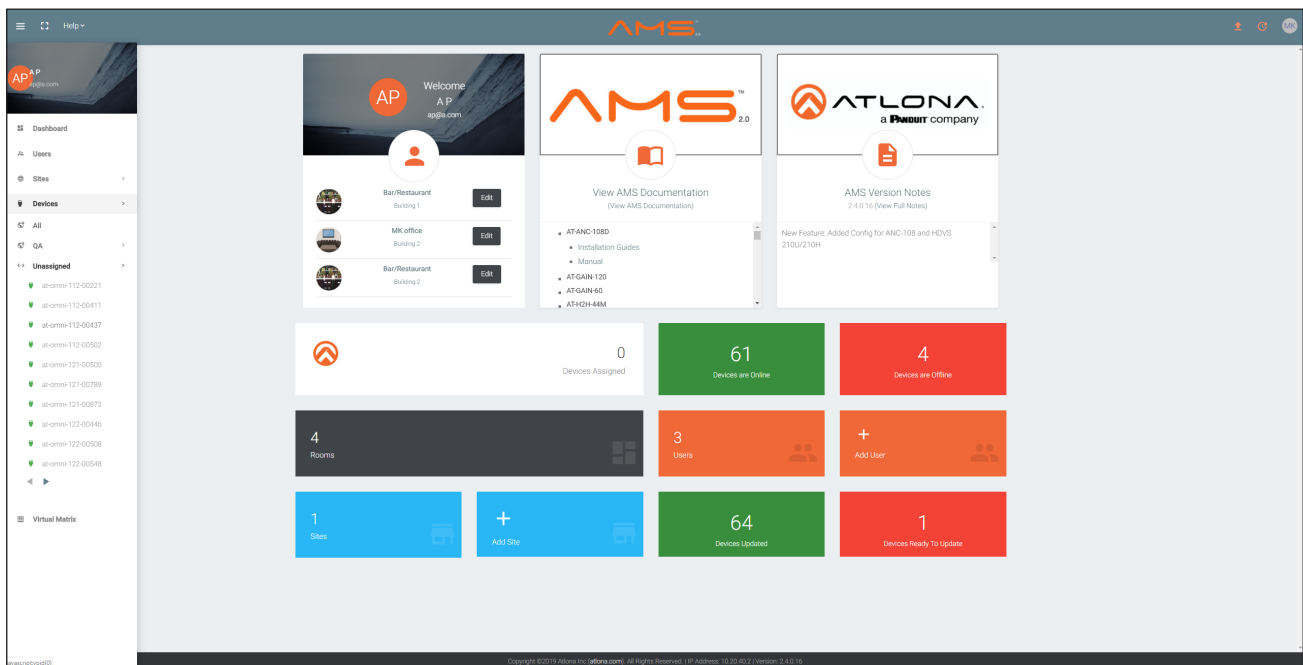 Help
AMS
2.0
MK
AP
A P
ap@a.com
Dashboard
Users
Sites
Devices
All
QA
Unassigned
at-omni-112-00221
at-omni-112-00411
at-omni-112-00437
at-omni-112-00502
at-omni-121-00500
at-omni-121-00789
at-omni-121-00872
at-omni-122-00446
at-omni-122-00508
at-omni-122-00548
Virtual Matrix
AP
Welcome
A P
ap@a.com
Bar/Restaurant
Building 1
Edit
MK office
Building 2
Edit
Bar/Restaurant
Building 2
Edit
AMS™
2.0
View AMS Documentation
(View AMS Documentation)
AT-ANC-108D
Installation Guides
Manual
AT-GAIN-120
AT-GAIN-60
AT-H2H-44M
ATLONA.
a PANDUIT company
AMS Version Notes
2.4.0.16 (View Full Notes)
New Feature: Added Config for ANC-108 and HDVS
210U/210H
0
Devices Assigned
61
Devices are Online
4
Devices are Offline
4
Rooms
3
Users
+
Add User
1
Sites
+
Add Site
64
Devices Updated
1
Devices Ready To Update
avascript:void(0)
Copyright ©2019 Atlona Inc (atlona.com). All Rights Reserved. | IP Address: 10.20.40.2 | Version: 2.4.0.16